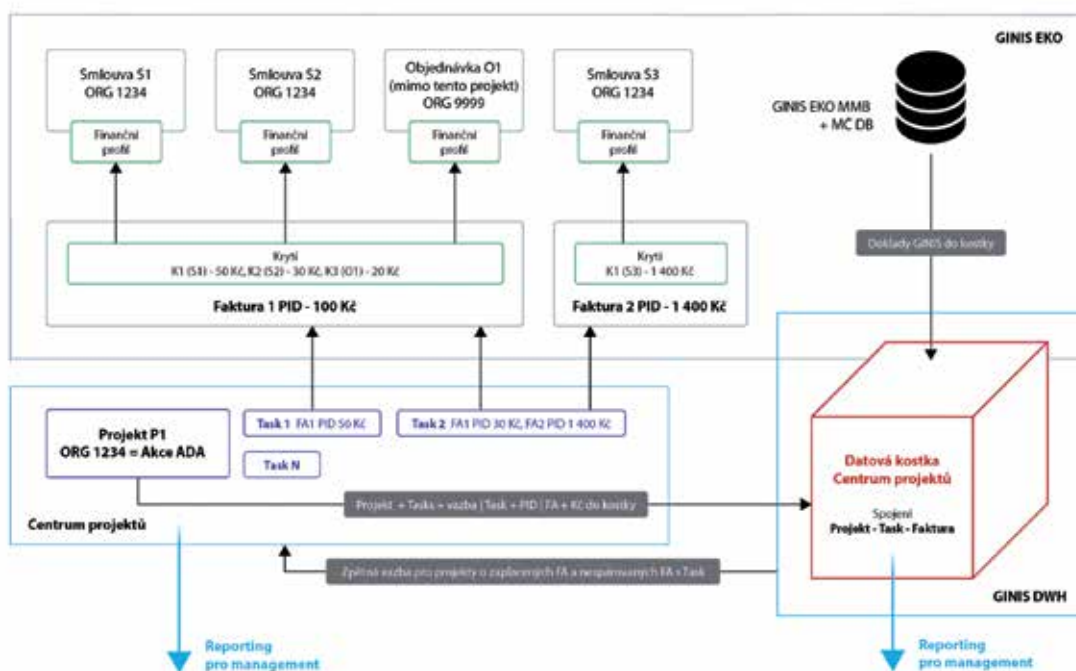 GINIS EKO
Smlouva S1
ORG 1234
Finanční
profil
Smlouva S2
ORG 1234
Finanční
profil
Objednávka O1
(mimo tento projekt)
ORG 9999
Finanční
profil
Smlouva S3
ORG 1234
Finanční
profil
GINIS EKO MMB
+ MČ DB
Krytí
K1 (S1) - 50 Kč, K2 (S2) - 30 Kč, K3 (O1) - 20 Kč
Faktura 1 PID - 100 Kč
Krytí
K1 (S3) - 1 400 Kč
Faktura 2 PID - 1 400 Kč
Doklady GINIS do kostky
Projekt P1
ORG 1234 = Akce ADA
Task 1 FA1 PID 50 Kč
Task 2 FA1 PID 30 Kč, FA2 PID 1 400 Kč
Task N
Projekt + Tasks + vazba | Task + PID | FA + Kč do kostky
Centrum projektů
Datová kostka
Centrum projektů
Spojení
Projekt - Task - Faktura
Zpětná vazba pro projekty o zaplacených FA a nespárovaných FA + Task
GINIS DWH
Reporting
pro management
Reporting
pro management